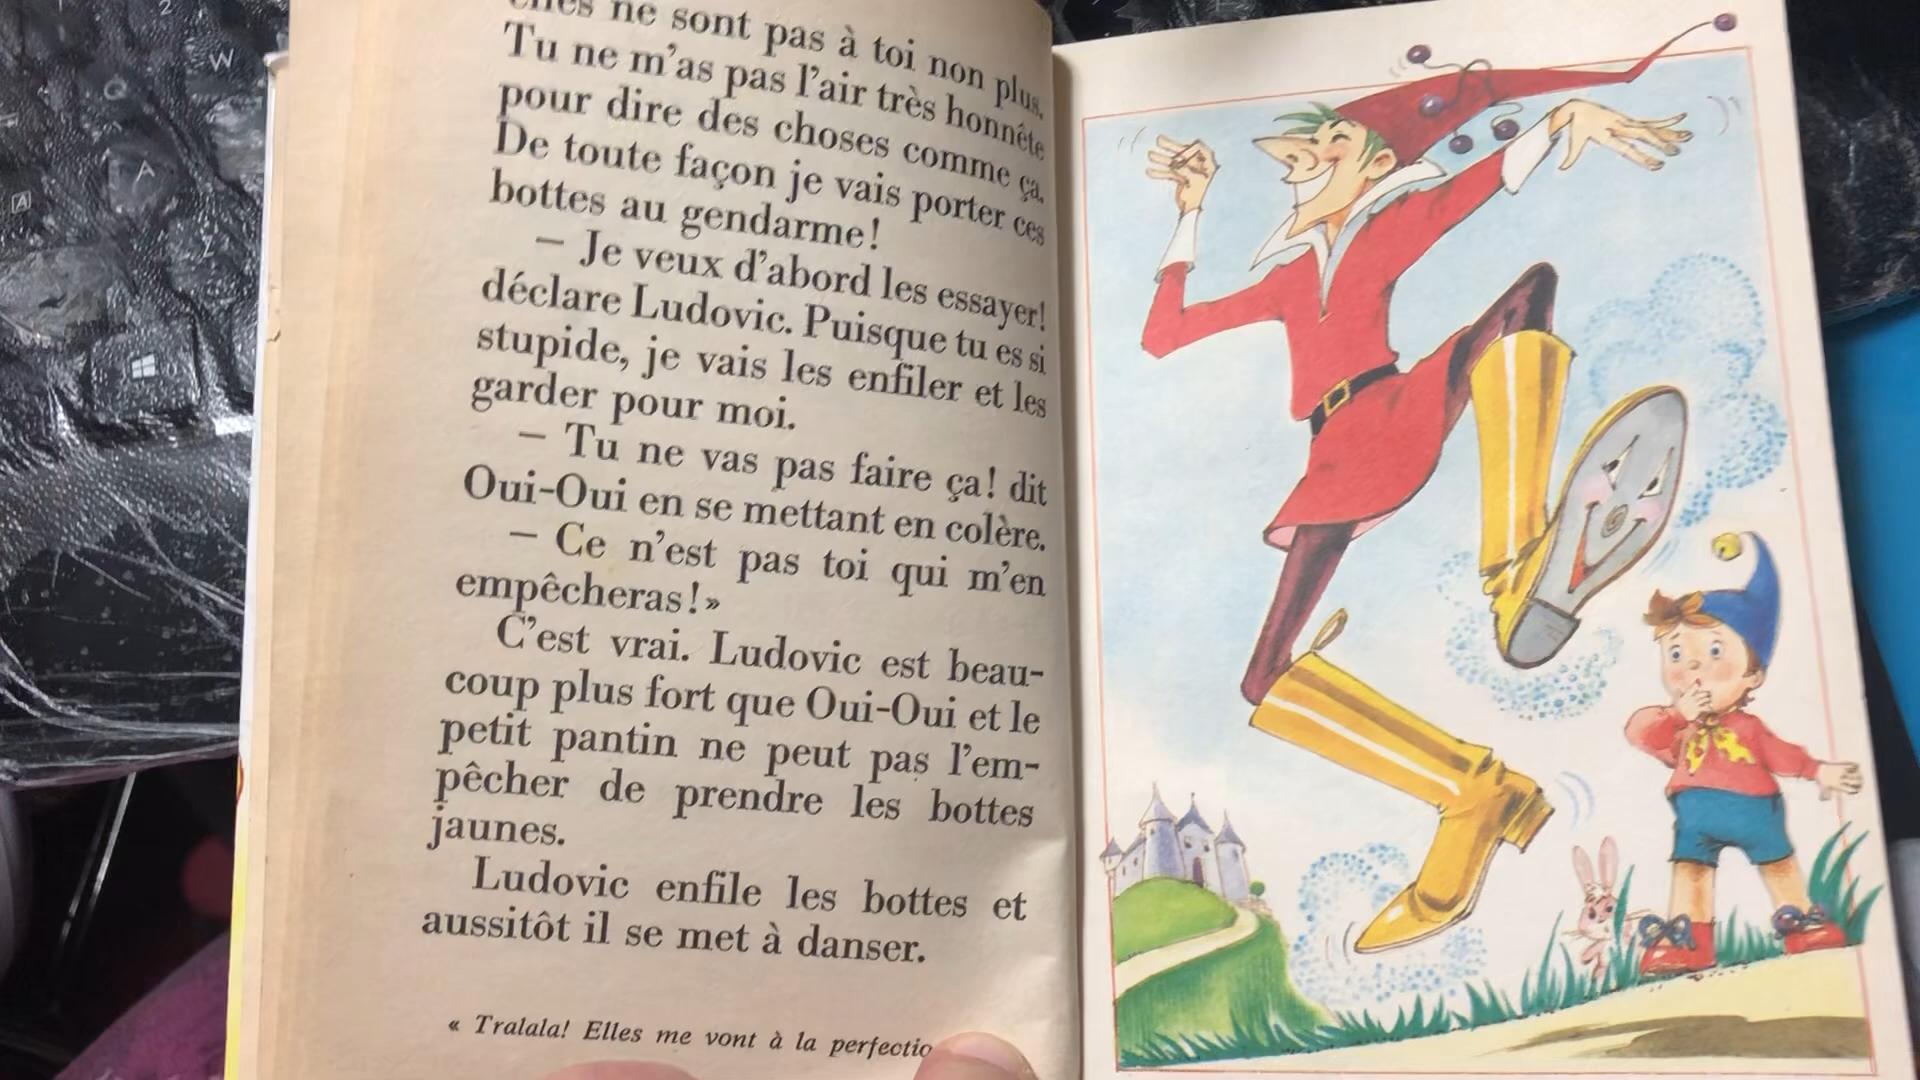 elles ne sont pas à toi non plus.
Tu ne m'as pas l'air très honnête
pour dire des choses comme ça.
De toute façon je vais porter ces
bottes au gendarme!
— Je veux d'abord les essayer!
déclare Ludovic. Puisque tu es si
stupide, je vais les enfiler et les
garder pour moi.
— Tu ne vas pas faire ça! dit
Oui-Oui en se mettant en colère.
— Ce n'est pas toi qui m'en
empêcheras!»
C'est vrai. Ludovic est beau-
coup plus fort que Oui-Oui et le
petit pantin ne peut pas l'em-
pêcher de prendre les bottes
jaunes.
Ludovic enfile les bottes et
aussitôt il se met à danser.
« Tralala! Elles me vont à la
W
Q
A
Z
2